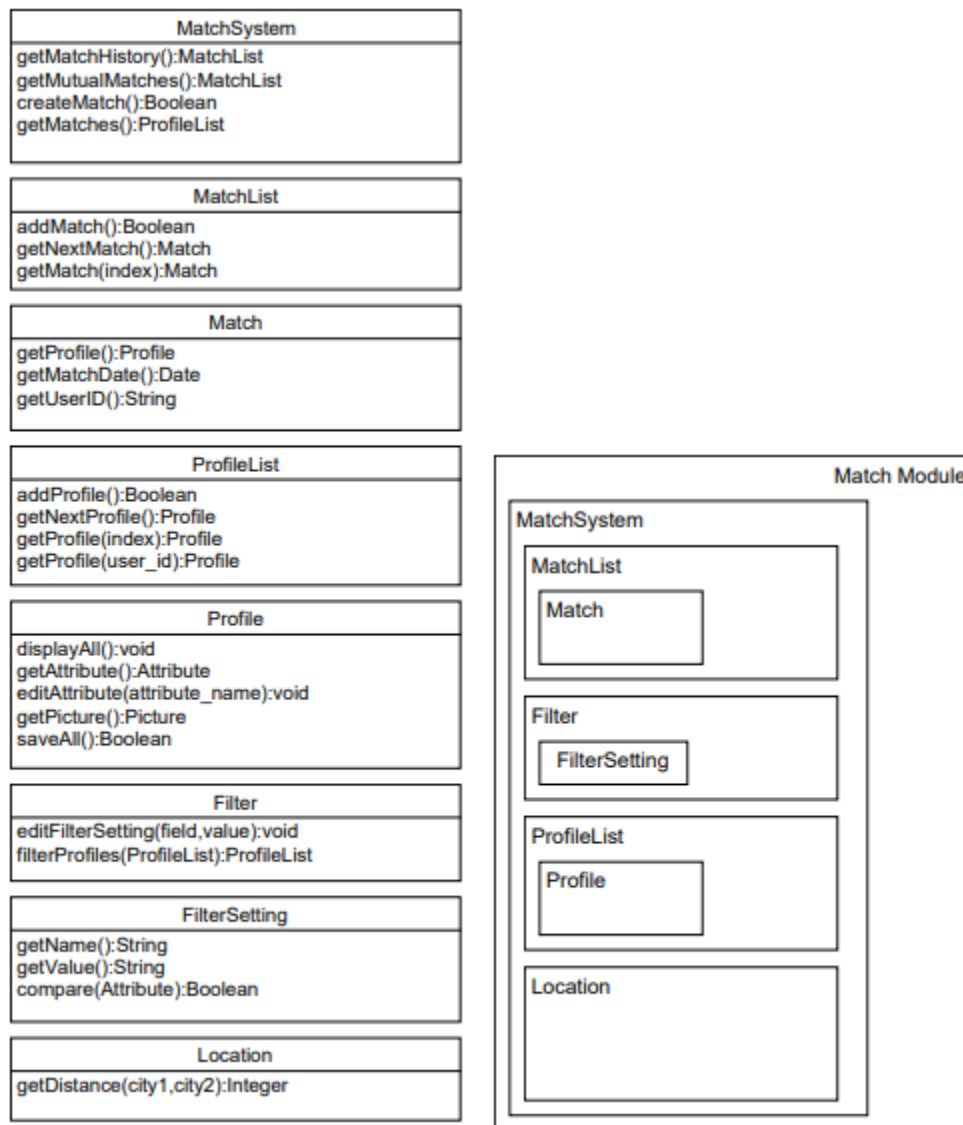 MatchSystem
getMatchHistory():MatchList
getMutualMatches():MatchList
createMatch():Boolean
getMatches():ProfileList
MatchList
addMatch():Boolean
getNextMatch():Match
getMatch(index):Match
Match
getProfile():Profile
getMatchDate():Date
getUserID():String
ProfileList
addProfile():Boolean
getNextProfile():Profile
getProfile(index):Profile
getProfile(user_id):Profile
Profile
displayAll():void
getAttribute():Attribute
editAttribute(attribute_name):void
getPicture():Picture
saveAll():Boolean
Filter
editFilterSetting(field,value):void
filterProfiles(ProfileList):ProfileList
FilterSetting
getName():String
getValue():String
compare(Attribute):Boolean
Location
getDistance(city1,city2):Integer
Match Module
MatchSystem
MatchList
Match
Filter
FilterSetting
ProfileList
Profile
Location